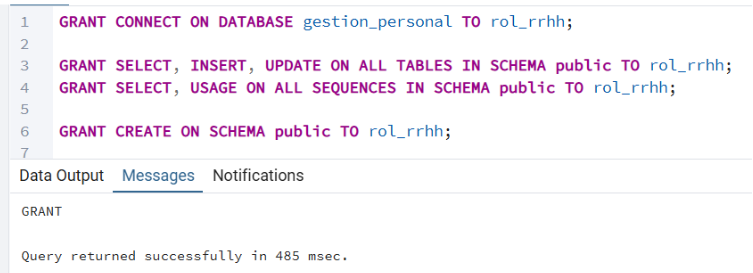 1 GRANT CONNECT ON DATABASE gestion_personal TO rol_rrhh;
2
3 GRANT SELECT, INSERT, UPDATE ON ALL TABLES IN SCHEMA public TO rol_rrhh;
4 GRANT SELECT, USAGE ON ALL SEQUENCES IN SCHEMA public TO rol_rrhh;
5
6 GRANT CREATE ON SCHEMA public TO rol_rrhh;
7
Data Output Messages Notifications
GRANT
Query returned successfully in 485 msec.